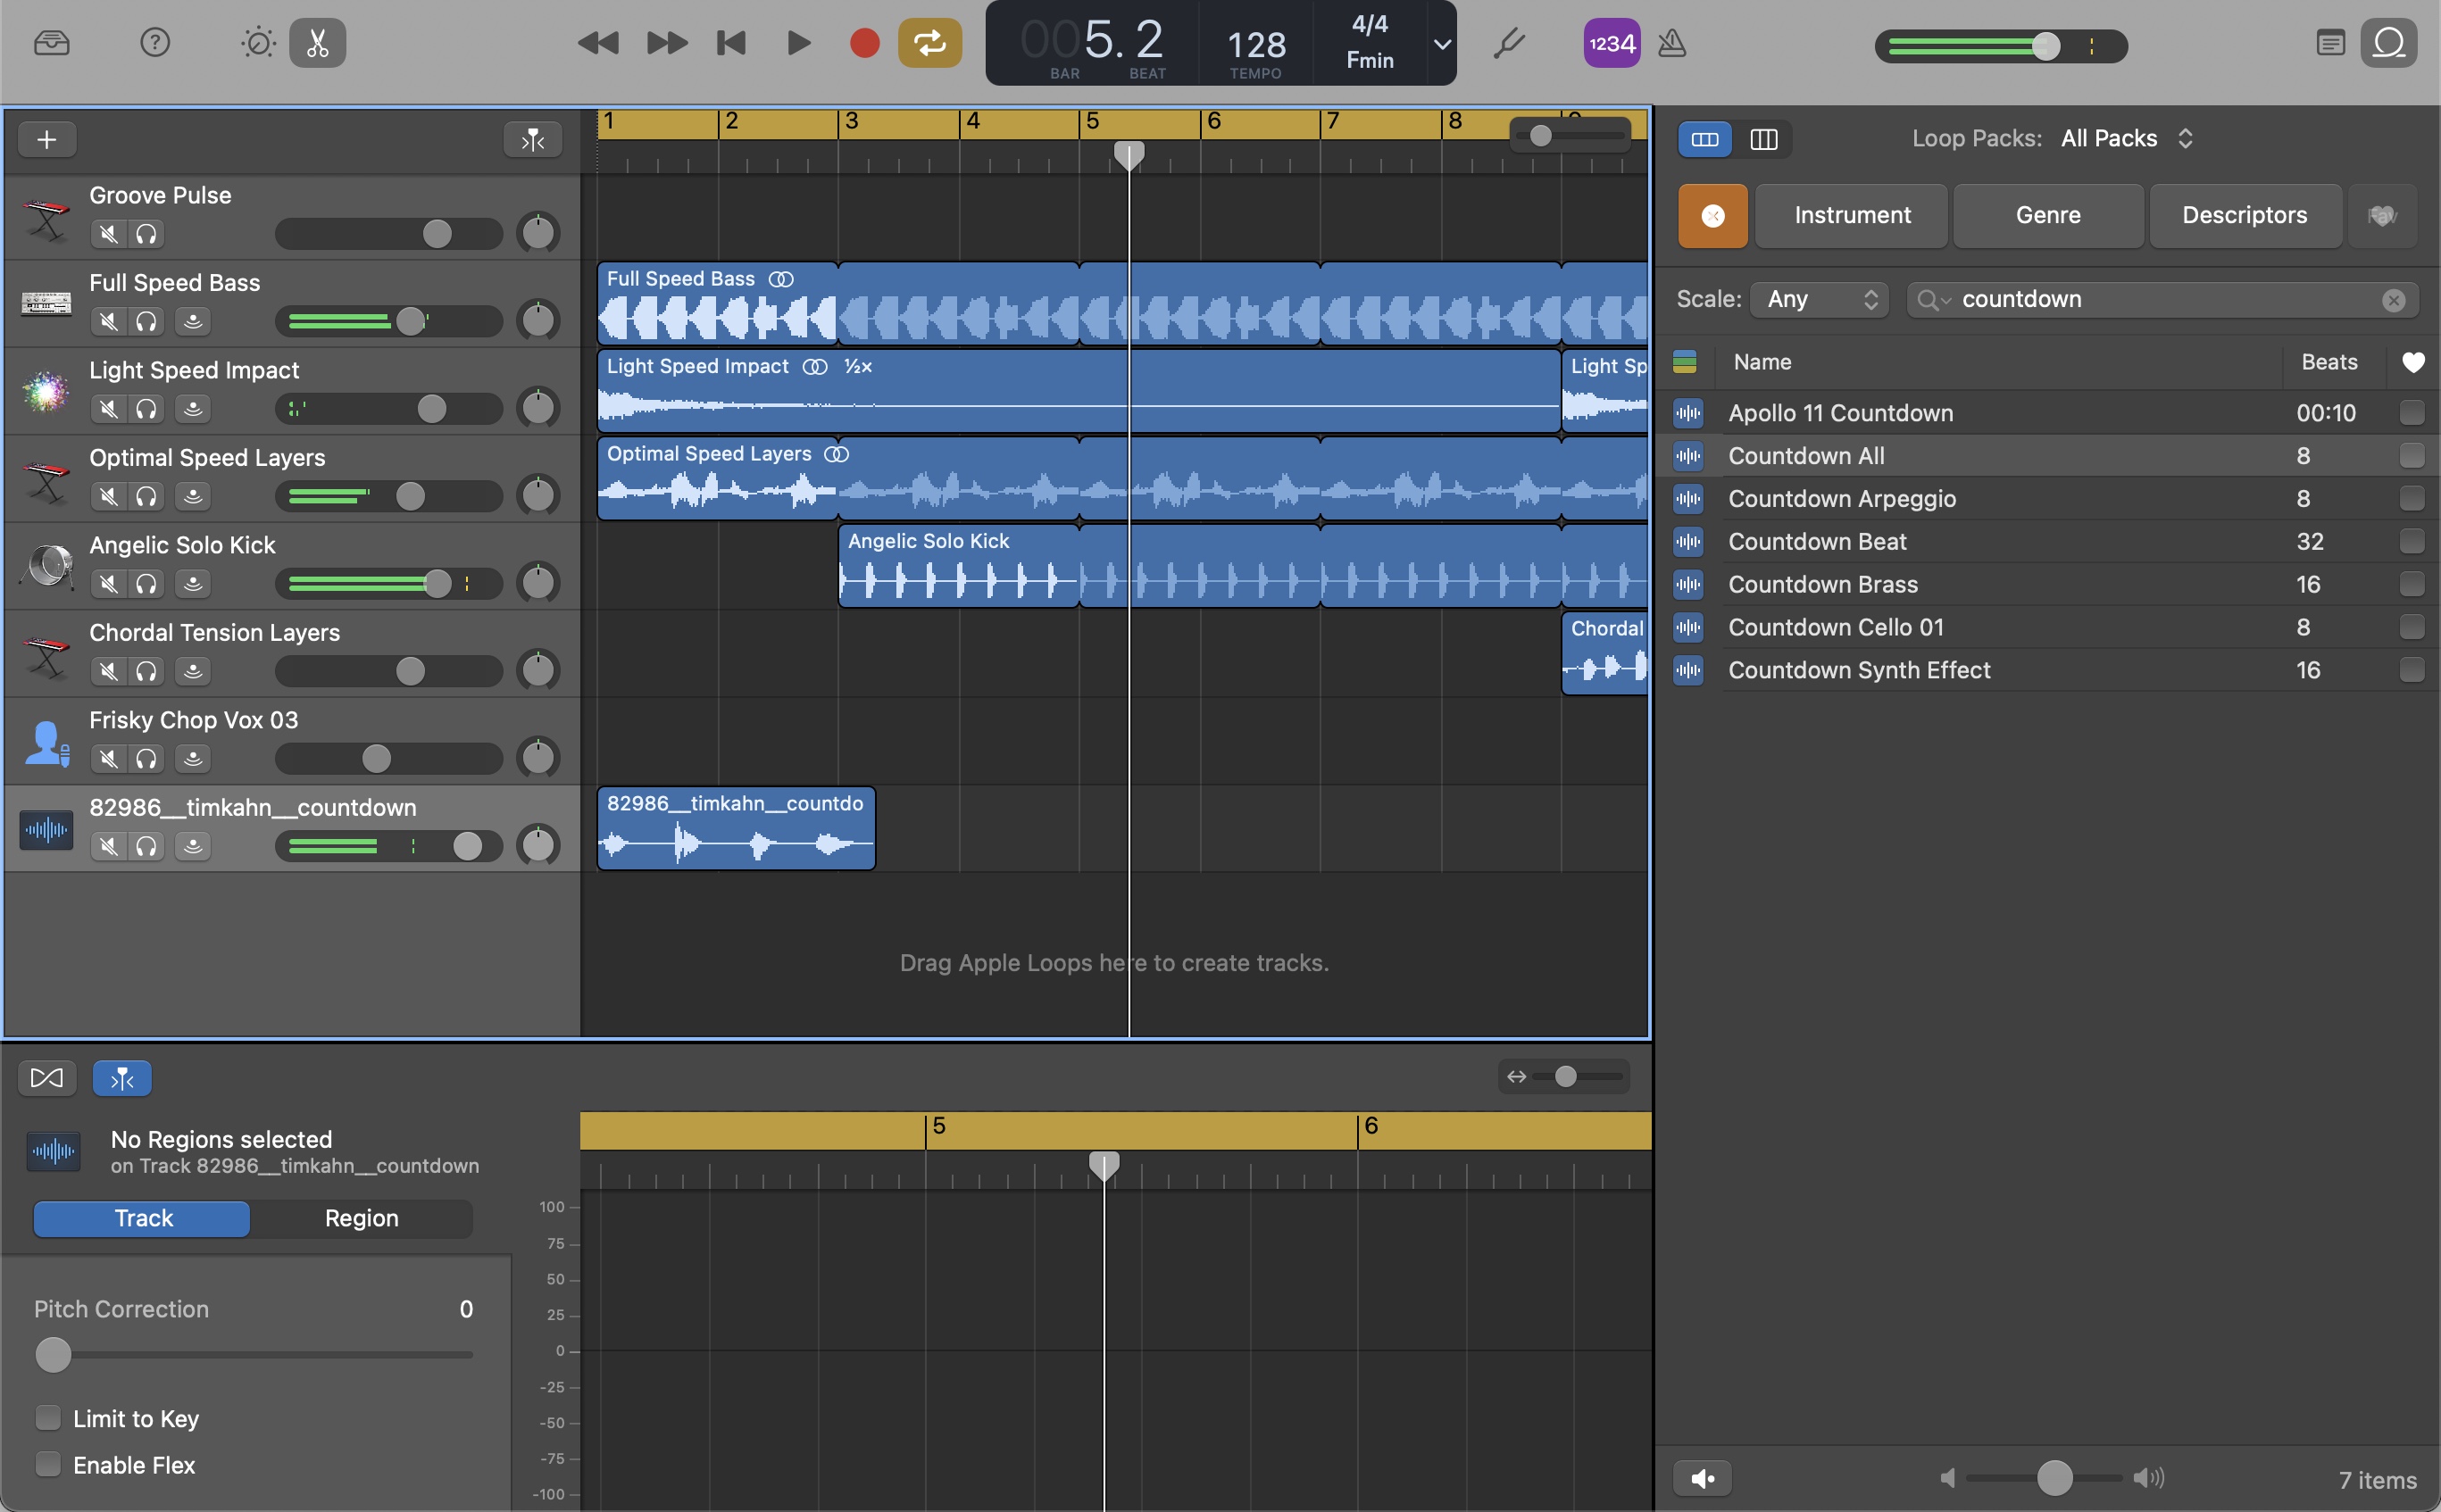 005. 2
BAR BEAT
128
TEMPO
4/4
Fmin
1234
1 2 3 4 5 6 7 8
Groove Pulse
Full Speed Bass
Light Speed Impact
Optimal Speed Layers
Angelic Solo Kick
Chordal Tension Layers
Frisky Chop Vox 03
82986__timkahn__countdown
Full Speed Bass
Light Speed Impact ½x
Light Sp
Optimal Speed Layers
Angelic Solo Kick
Chordal
82986__timkahn__countdo
Drag Apple Loops here to create tracks.
Loop Packs: All Packs
Instrument
Genre
Descriptors
Fav
Scale: Any
countdown
Name Beats
Apollo 11 Countdown 00:10
Countdown All 8
Countdown Arpeggio 8
Countdown Beat 32
Countdown Brass 16
Countdown Cello 01 8
Countdown Synth Effect 16
7 items
No Regions selected
on Track 82986__timkahn__countdown
Track Region
Pitch Correction 0
Limit to Key
Enable Flex
5 6
100
75
50
25
0
-25
-50
-75
-100